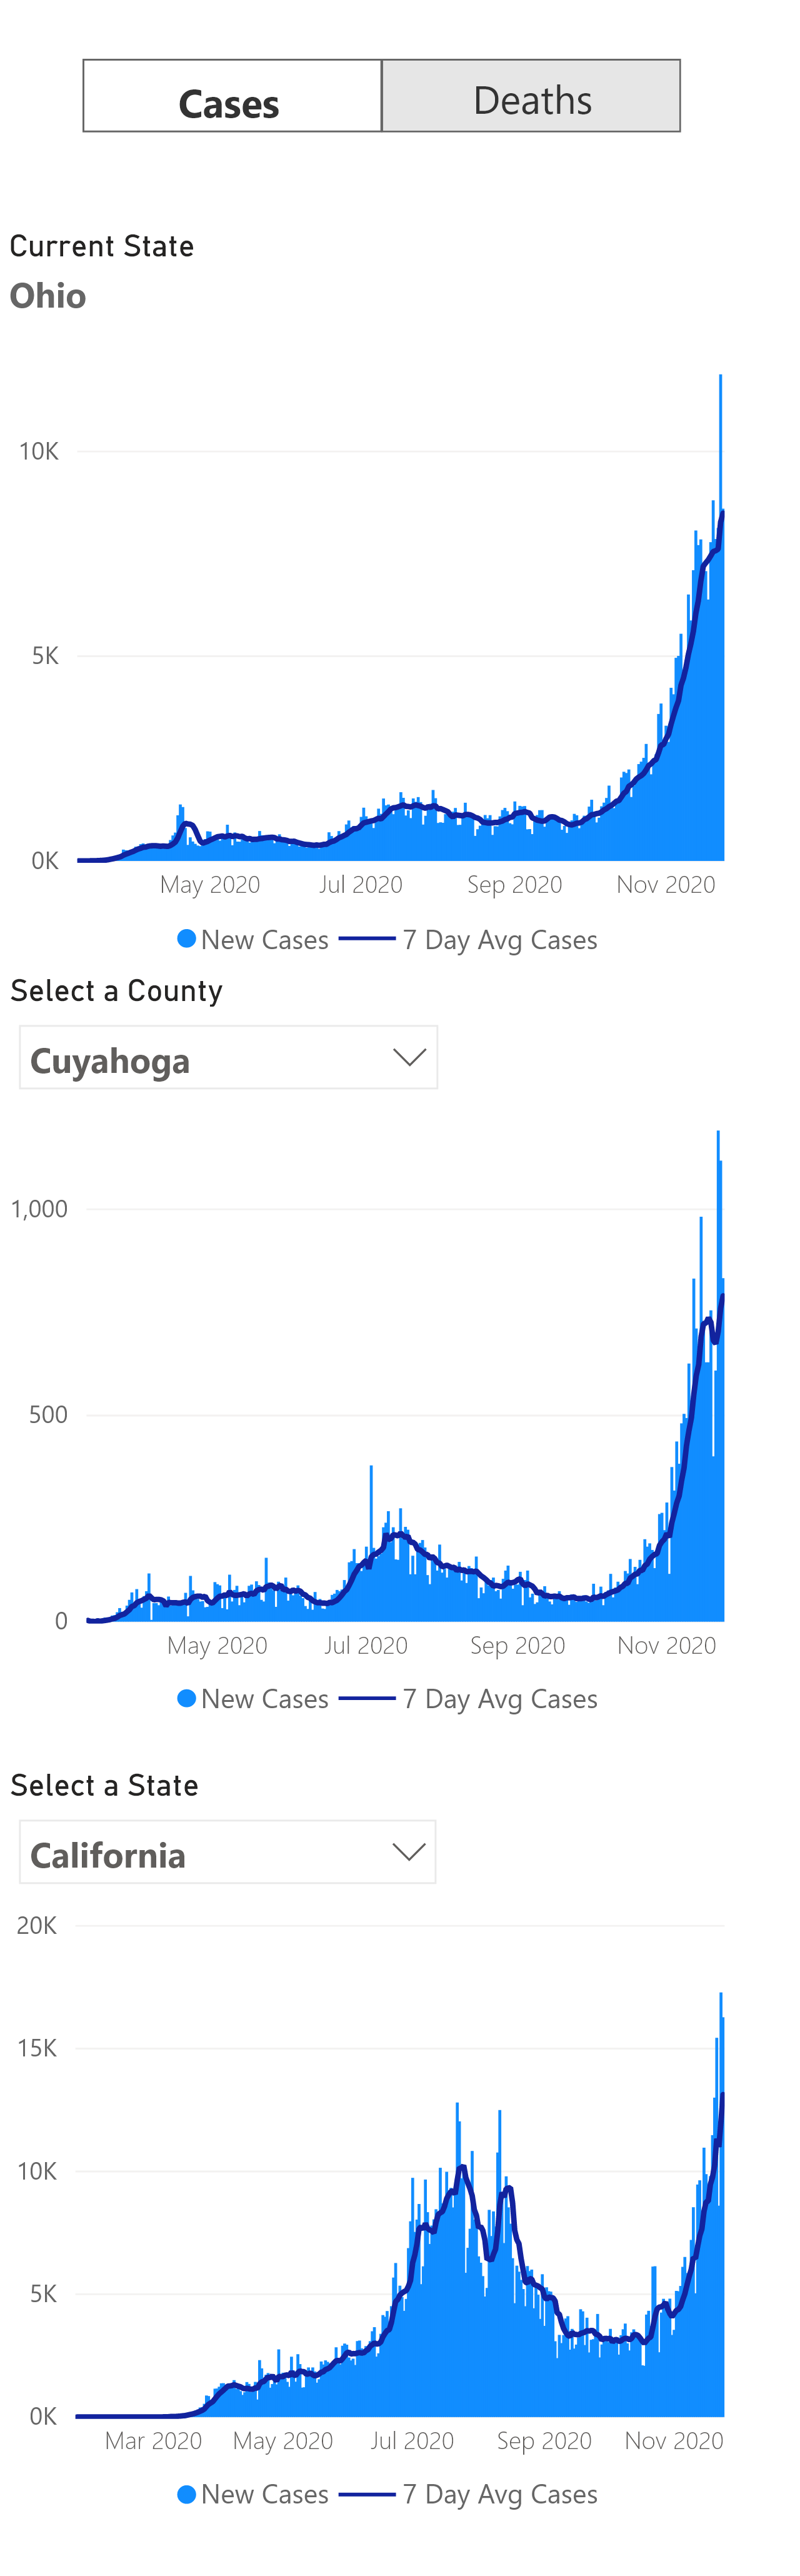 Cases Deaths
Current State
Ohio
10K
5K
0K
May 2020 Jul 2020 Sep 2020 Nov 2020
New Cases 7 Day Avg Cases
Select a County
Cuyahoga
1,000
500
0
May 2020 Jul 2020 Sep 2020 Nov 2020
New Cases 7 Day Avg Cases
Select a State
California
20K
15K
10K
5K
0K
Mar 2020 May 2020 Jul 2020 Sep 2020 Nov 2020
New Cases 7 Day Avg Cases